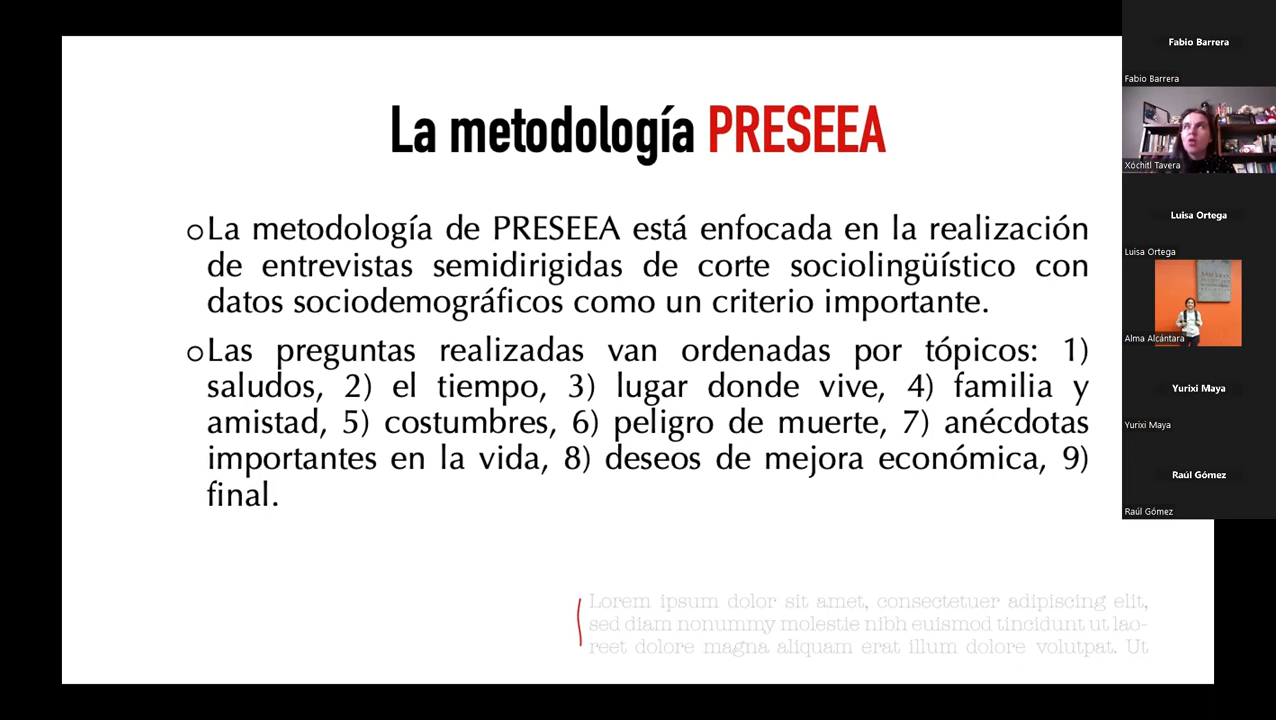 La metodología PRESEEA
oLa metodología de PRESEEA está enfocada en la realización
de entrevistas semidirigidas de corte sociolingüístico con
datos sociodemográficos como un criterio importante.
oLas preguntas realizadas van ordenadas por tópicos: 1)
saludos, 2) el tiempo, 3) lugar donde vive, 4) familia y
amistad, 5) costumbres, 6) peligro de muerte, 7) anécdotas
importantes en la vida, 8) deseos de mejora económica, 9)
final.
Lorem ipsum dolor sit amet, consectetuer adipiscing elit,
sed diam nonummy molestie nibh euismod tincidunt ut lao-
reet dolore magna aliquam erat illum dolore volutpat. Ut
Fabio Barrera
Fabio Barrera
Xóchitl Tavera
Luisa Ortega
Luisa Ortega
Alma Alcántara
Yurixi Maya
Yurixi Maya
Raúl Gómez
Raúl Gómez